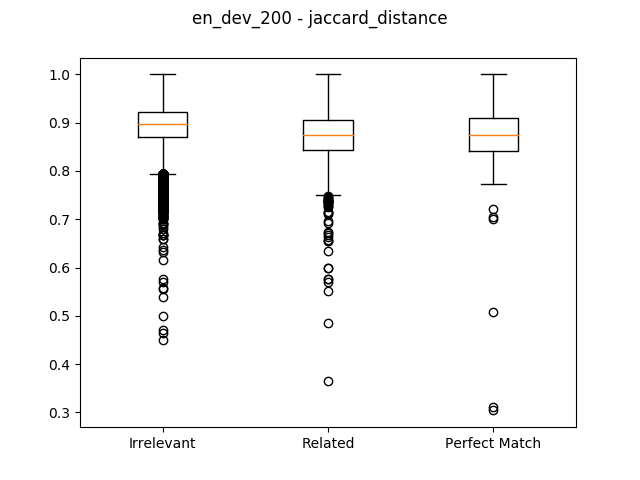 en_dev_200 - jaccard_distance
1.0
0.9
0.8
0.7
0.6
0.5
0.4
0.3
Irrelevant
Related
Perfect Match